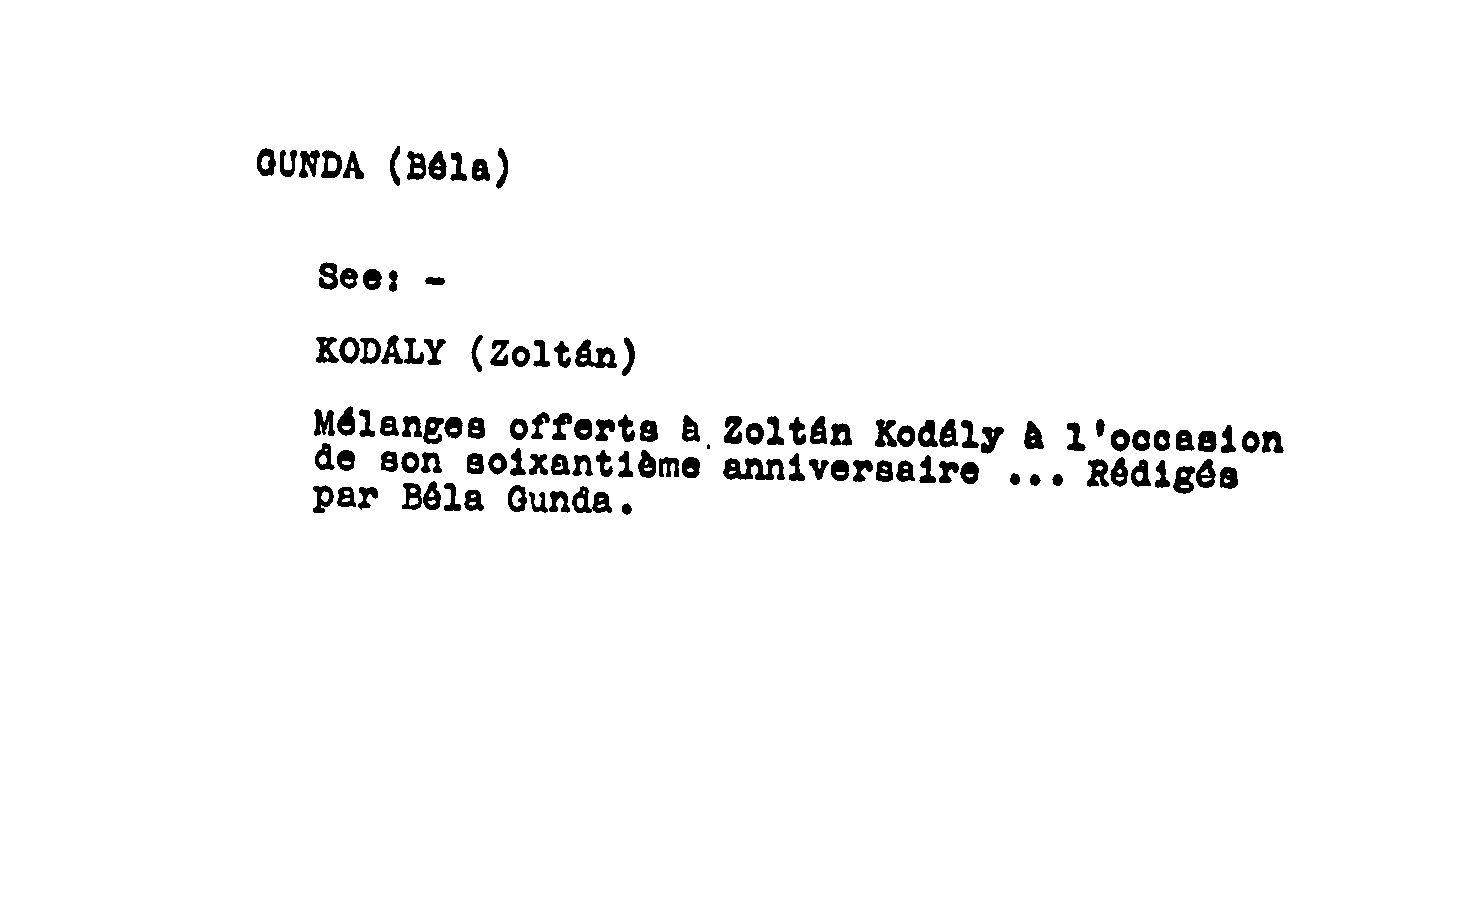 GUNDA (Béla)
See: -
KODÁLY (Zoltán)
Mélanges offerts à Zoltán Kodály à l'occasion
de son soixantième anniversaire ... Rédigés
par Béla Gunda.